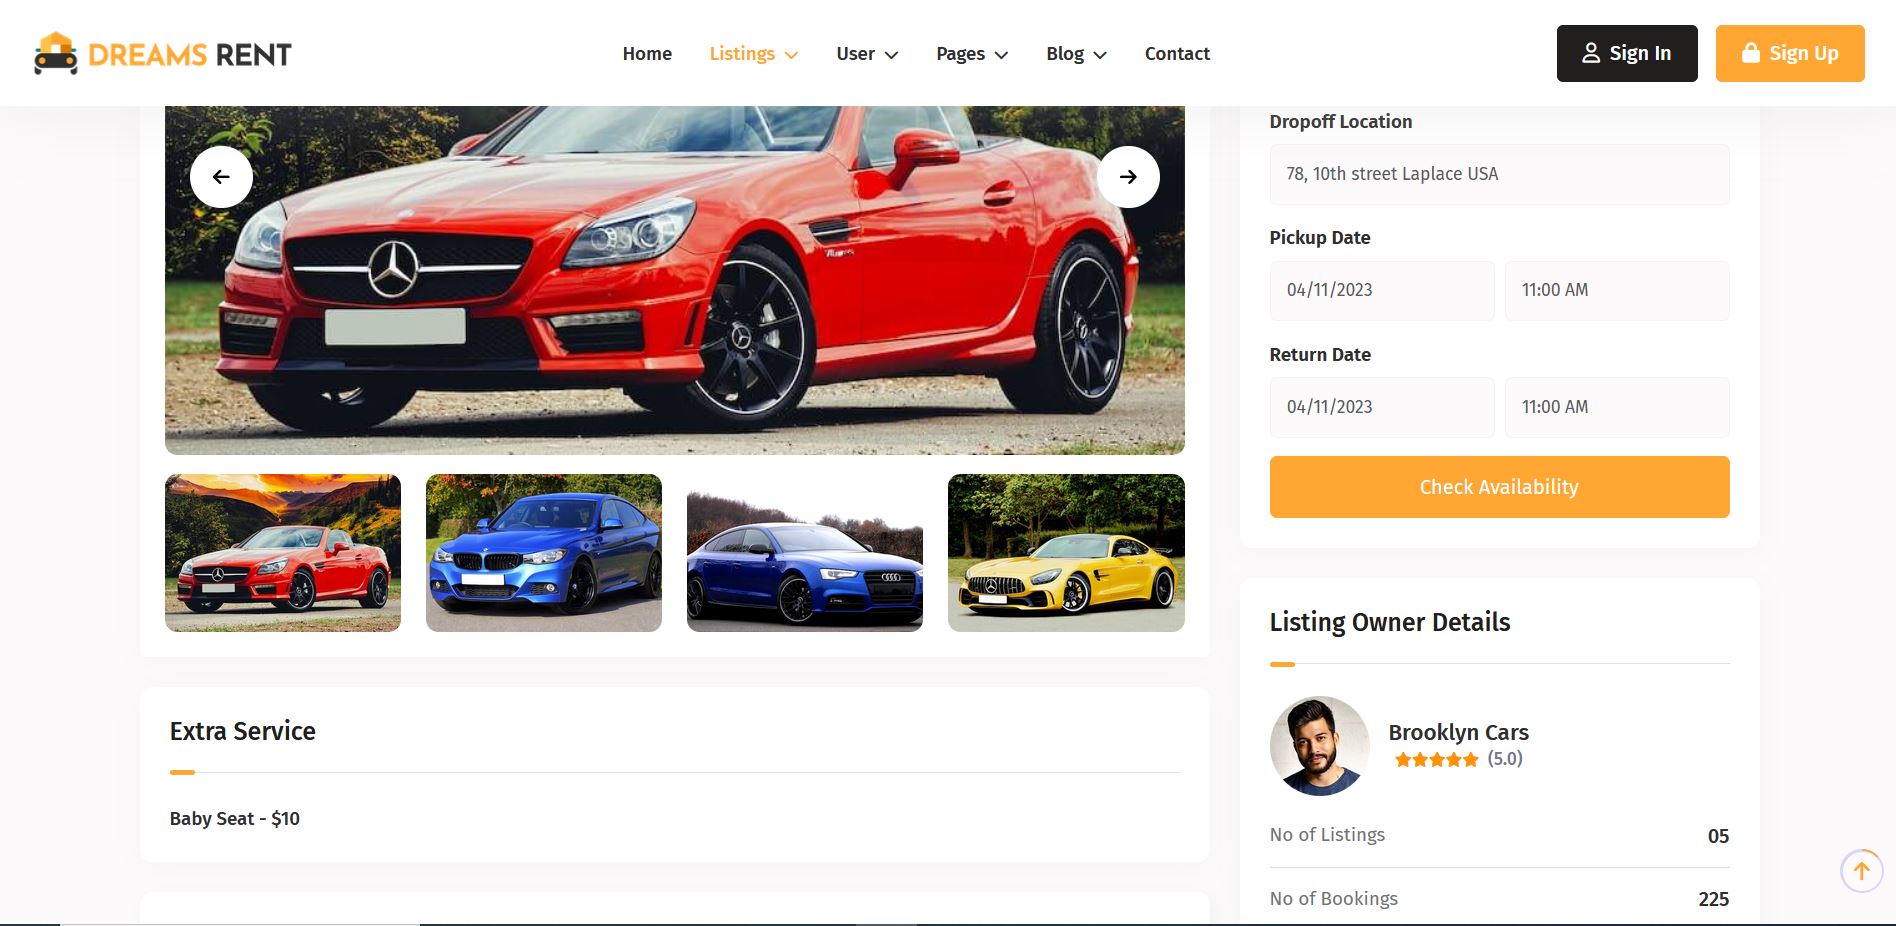 DREAMS RENT
Home
Listings
User
Pages
Blog
Contact
Sign In
Sign Up
Dropoff Location
78, 10th street Laplace USA
Pickup Date
04/11/2023
11:00 AM
Return Date
04/11/2023
11:00 AM
Check Availability
Extra Service
Baby Seat - $10
Listing Owner Details
Brooklyn Cars
(5.0)
No of Listings
05
No of Bookings
225